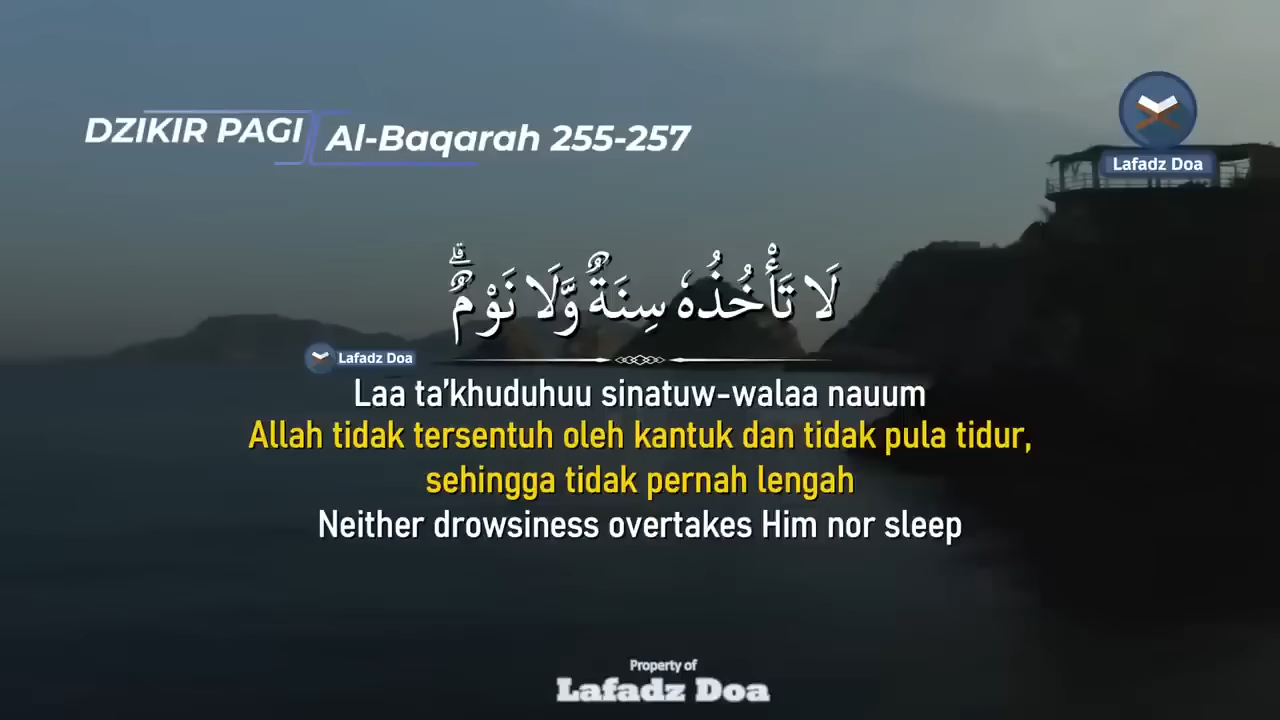 DZIKIR PAGI
Al-Baqarah 255-257
Lafadz Doa
لَا تَأْخُذُهٗ سِنَةٌ وَّلَا نَوْمٌۗ
Lafadz Doa
Laa ta’khuduhuu sinatuw-walaa nauum
Allah tidak tersentuh oleh kantuk dan tidak pula tidur,
sehingga tidak pernah lengah
Neither drowsiness overtakes Him nor sleep
Property of
Lafadz Doa